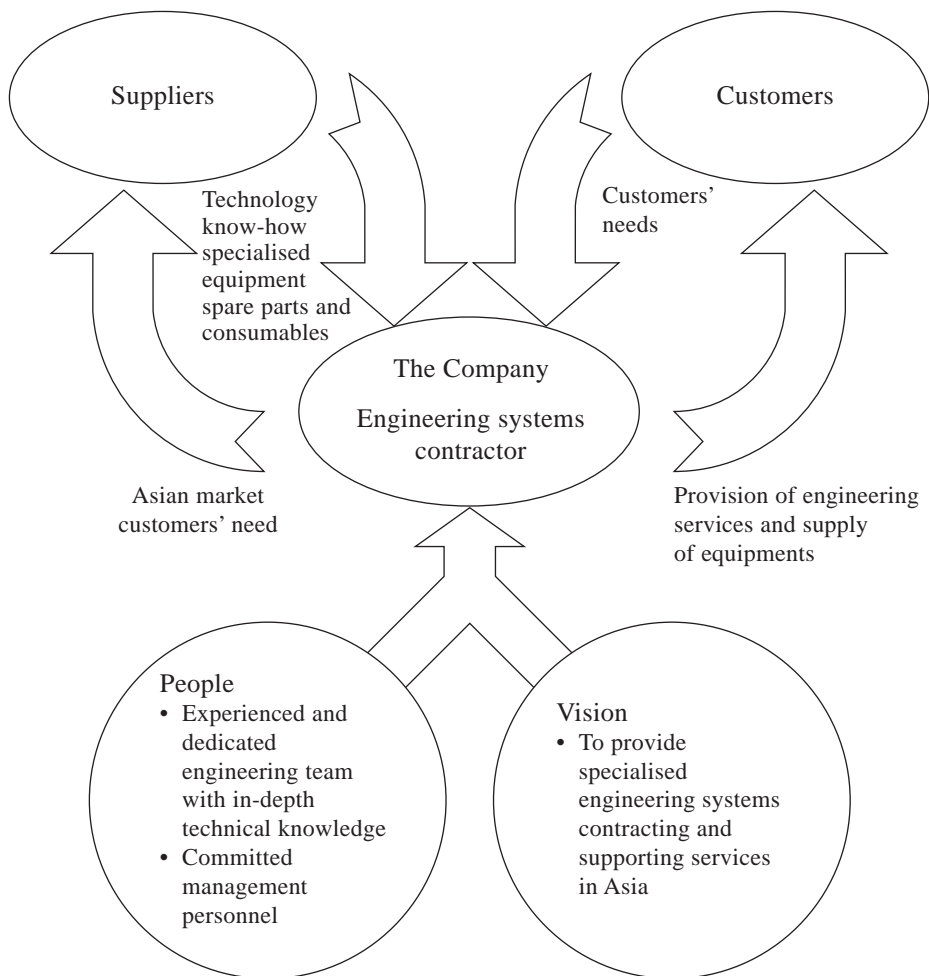 Suppliers
Customers
Technology
know-how
specialised
equipment
spare parts and
consumables
Customers’
needs
The Company
Engineering systems
contractor
Asian market
customers’ need
Provision of engineering
services and supply
of equipments
People
• Experienced and
dedicated
engineering team
with in-depth
technical knowledge
• Committed
management
personnel
Vision
• To provide
specialised
engineering systems
contracting and
supporting services
in Asia